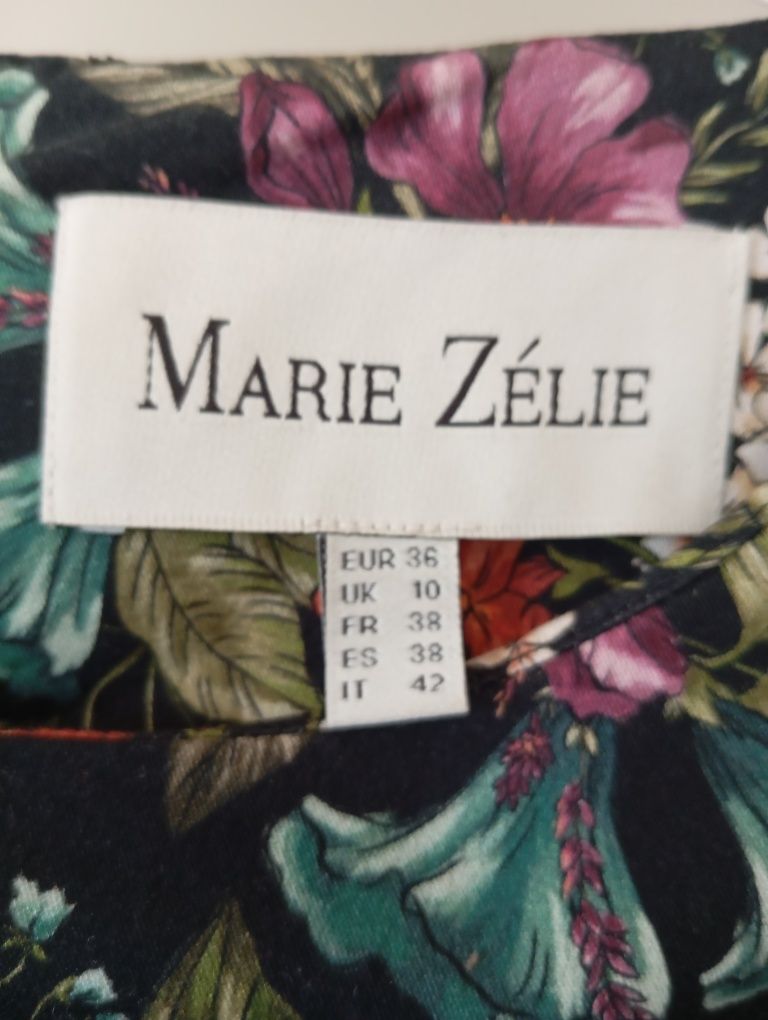 MARIE ZÉLIE
EUR 36
UK 10
FR 38
ES 38
IT 42